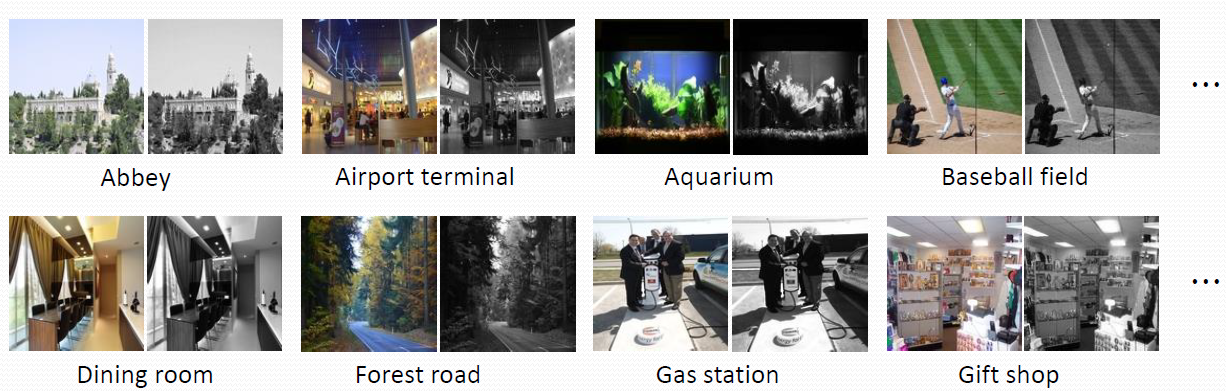 Abbey
Airport terminal
Aquarium
Baseball field
...
Dining room
Forest road
Gas station
Gift shop
...